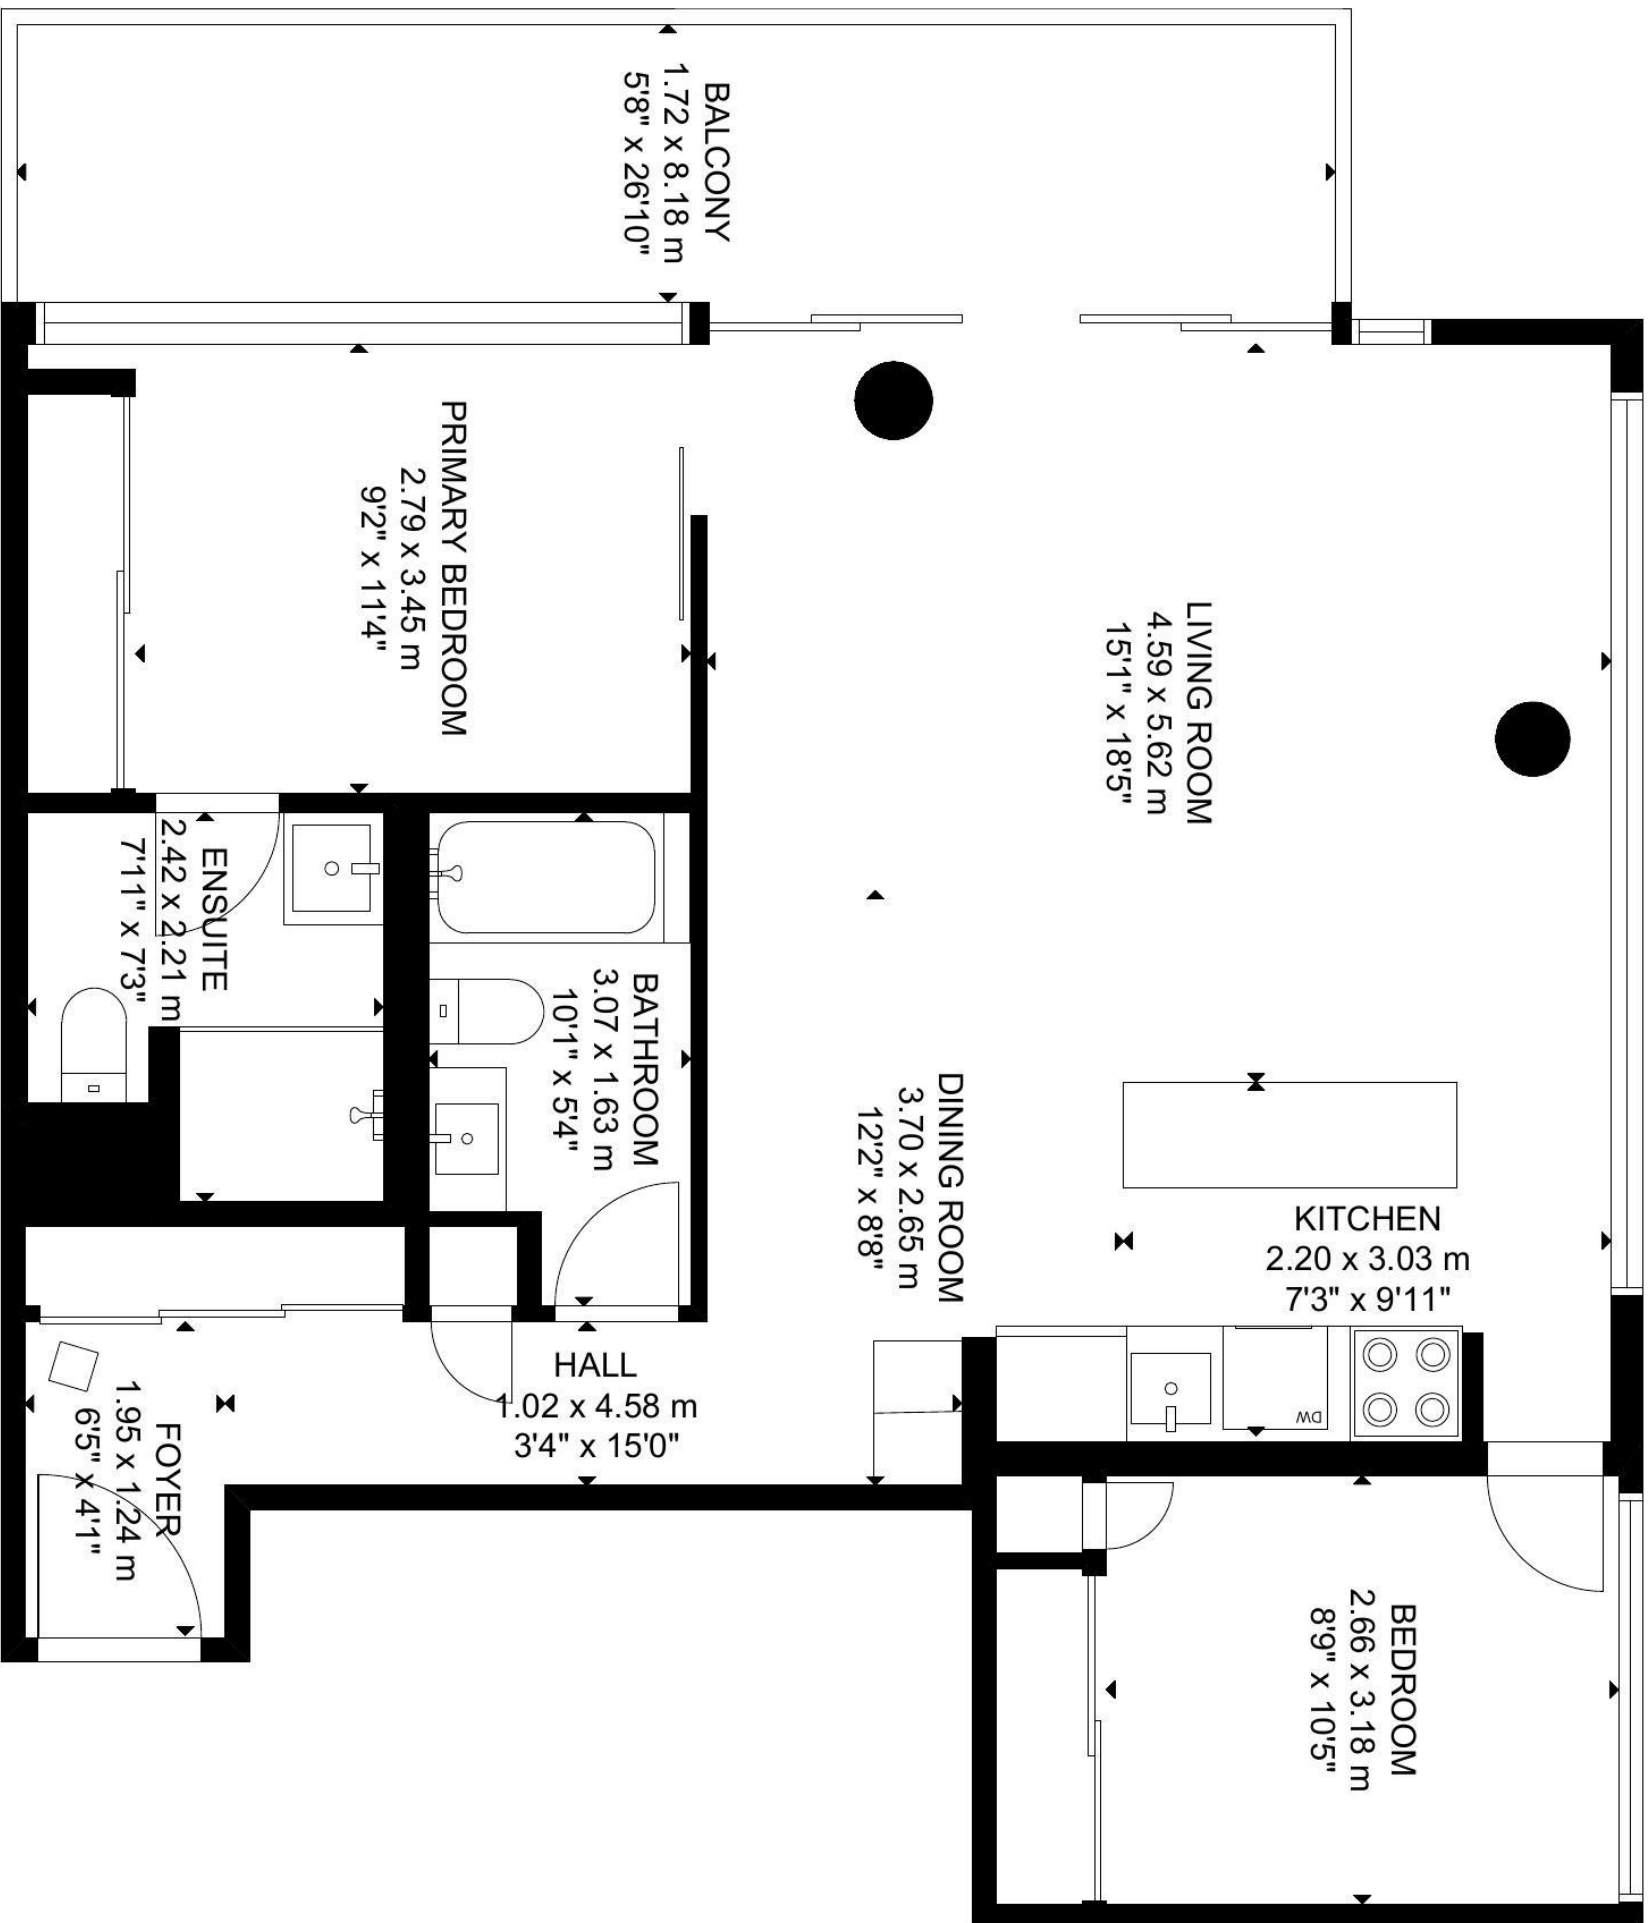 BALCONY
1.72 x 8.18 m
5'8" x 26'10"
PRIMARY BEDROOM
2.79 x 3.45 m
9'2" x 11'4"
LIVING ROOM
4.59 x 5.62 m
15'1" x 18'5"
ENSUITE
2.42 x 2.21 m
7'11" x 7'3"
BATHROOM
3.07 x 1.63 m
10'1" x 5'4"
DINING ROOM
3.70 x 2.65 m
12'2" x 8'8"
KITCHEN
2.20 x 3.03 m
7'3" x 9'11"
DW
HALL
1.02 x 4.58 m
3'4" x 15'0"
FOYER
1.95 x 1.24 m
6'5" x 4'1"
BEDROOM
2.66 x 3.18 m
8'9" x 10'5"